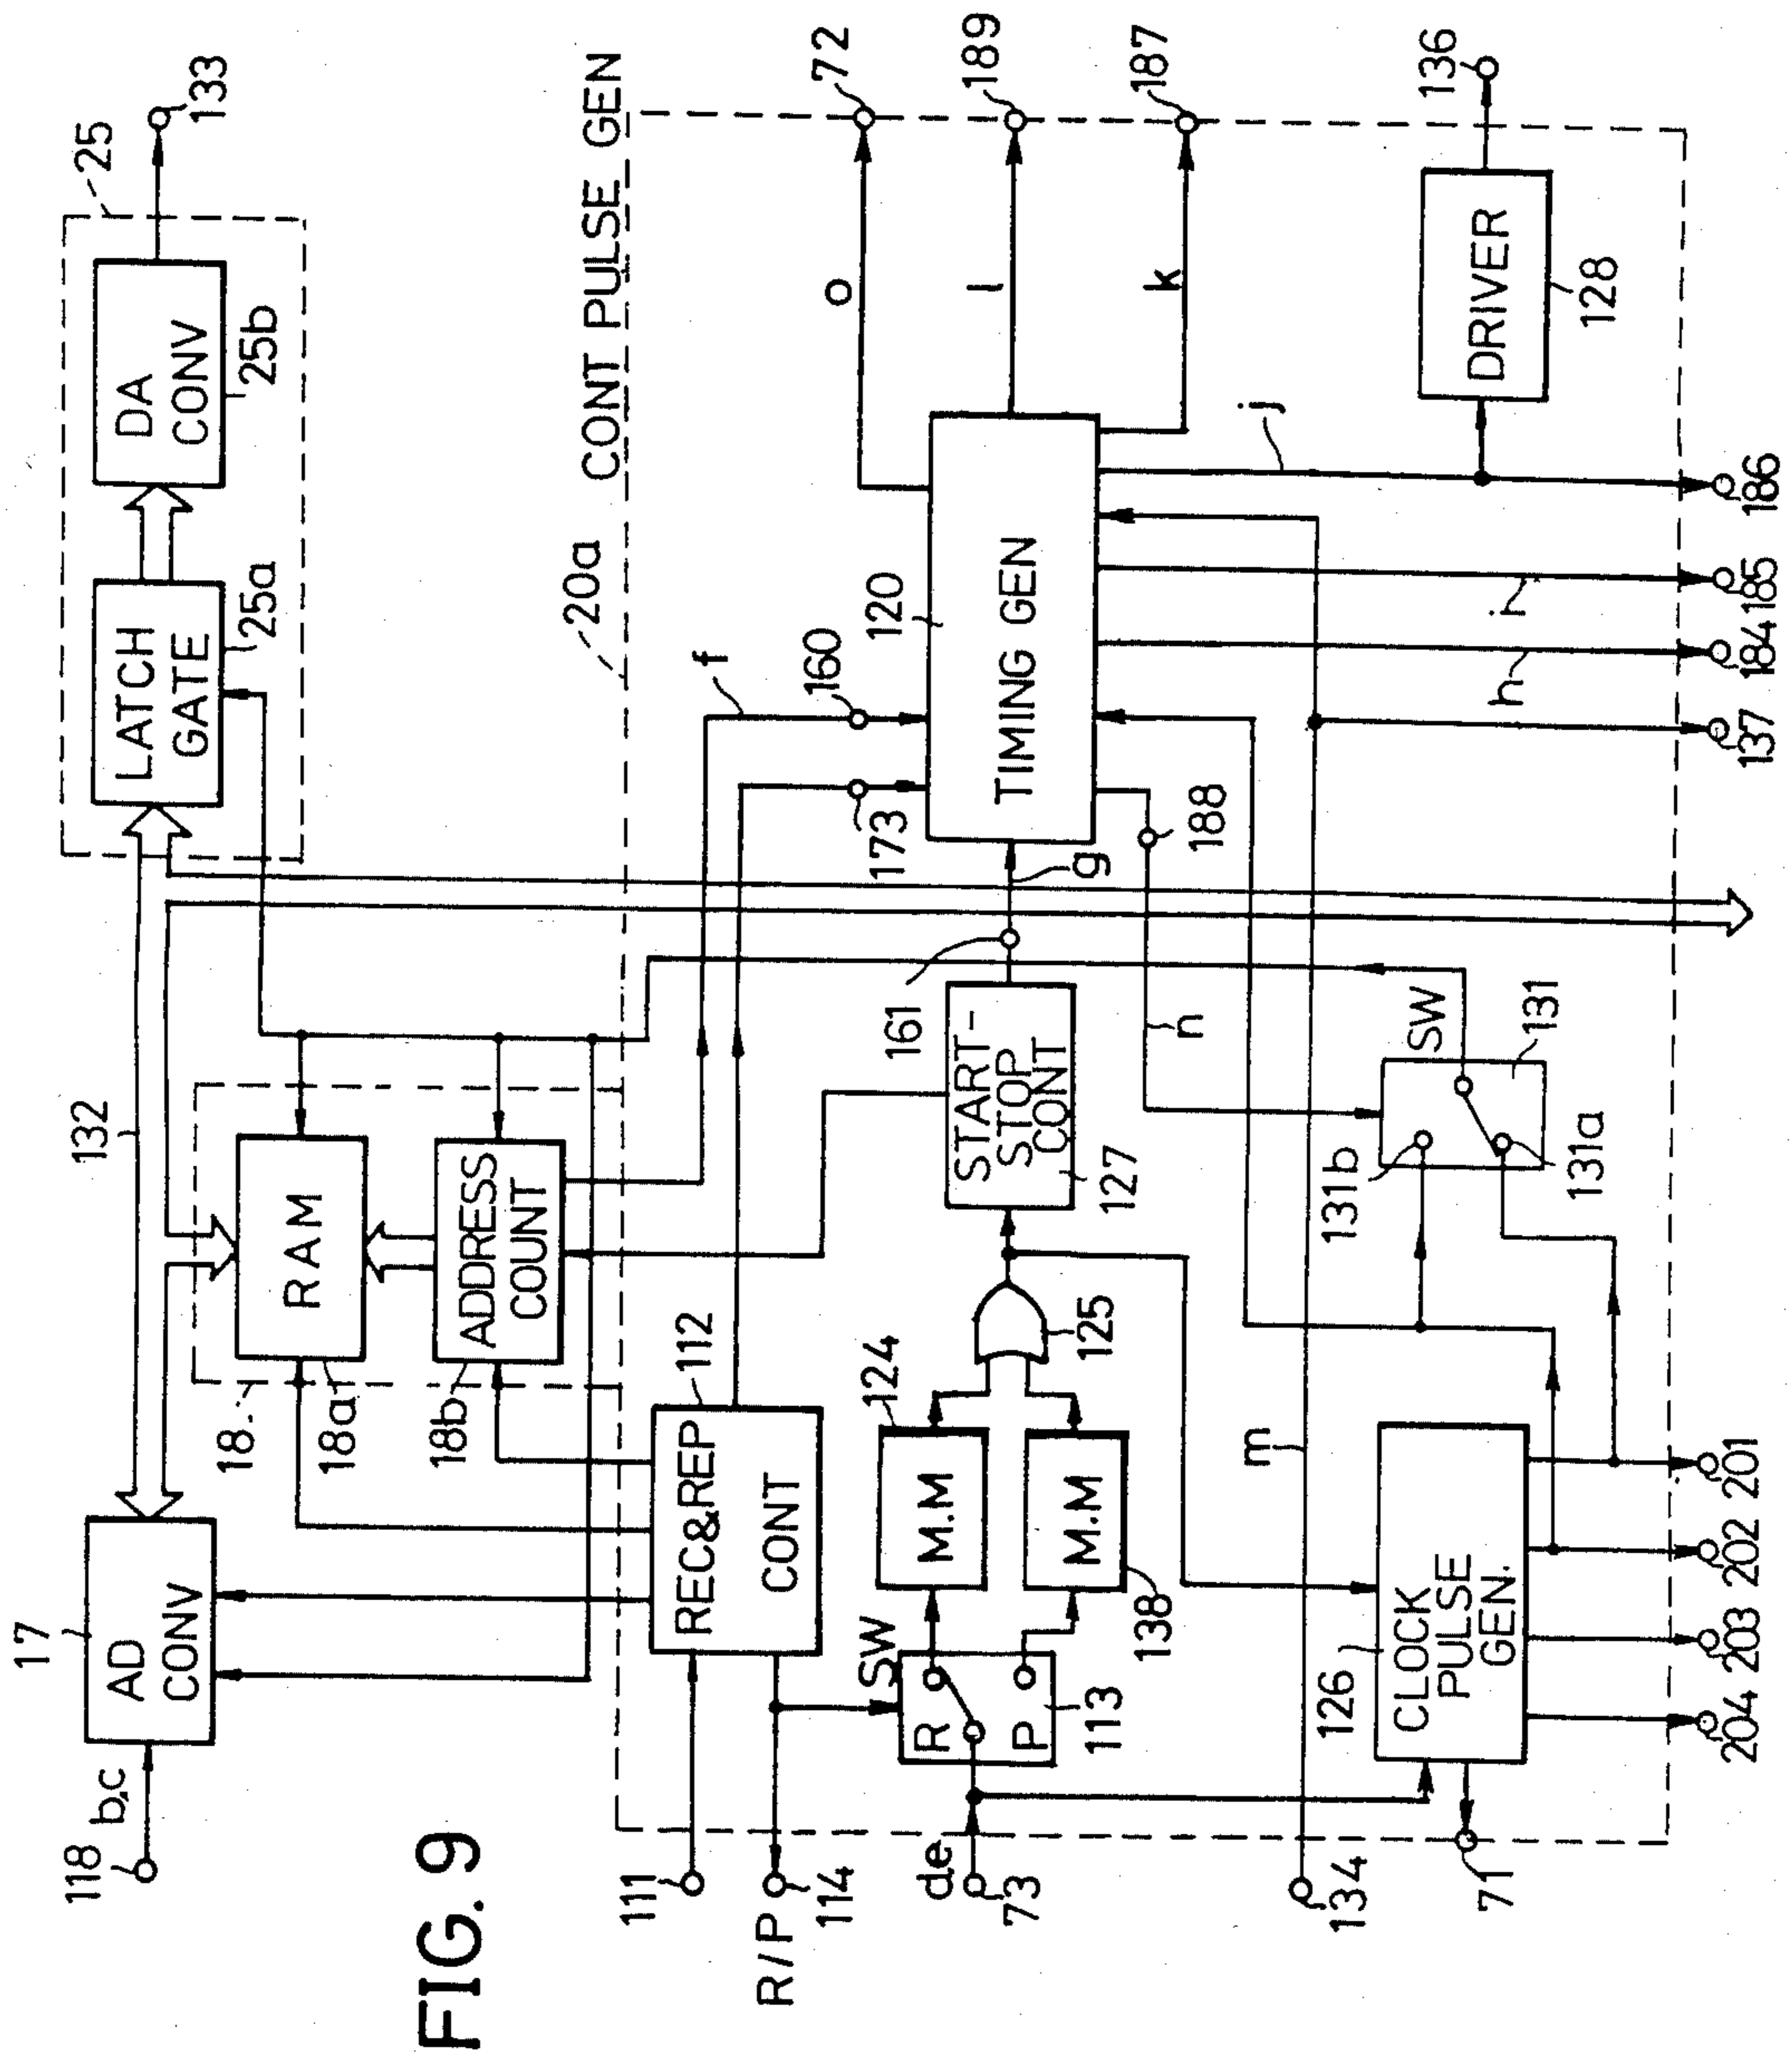 FIG. 9
118
b,c
17
AD
CONV
132
18
RAM
18a
ADDRESS
COUNT
18b
LATCH
GATE
25a
DA
CONV
25b
25
133
CONT PULSE GEN
20a
111
R/P
114
REC&REP
CONT
112
f
160
173
de
73
SW
R
P
113
M.M
124
M.M
138
125
START-
STOP
CONT
127
161
g
TIMING GEN
120
188
n
o
72
l
189
k
187
j
DRIVER
128
136
134
m
71
CLOCK
PULSE
GEN.
126
SW
131
131b
131a
h
i
204
203
202
201
137
184
185
186